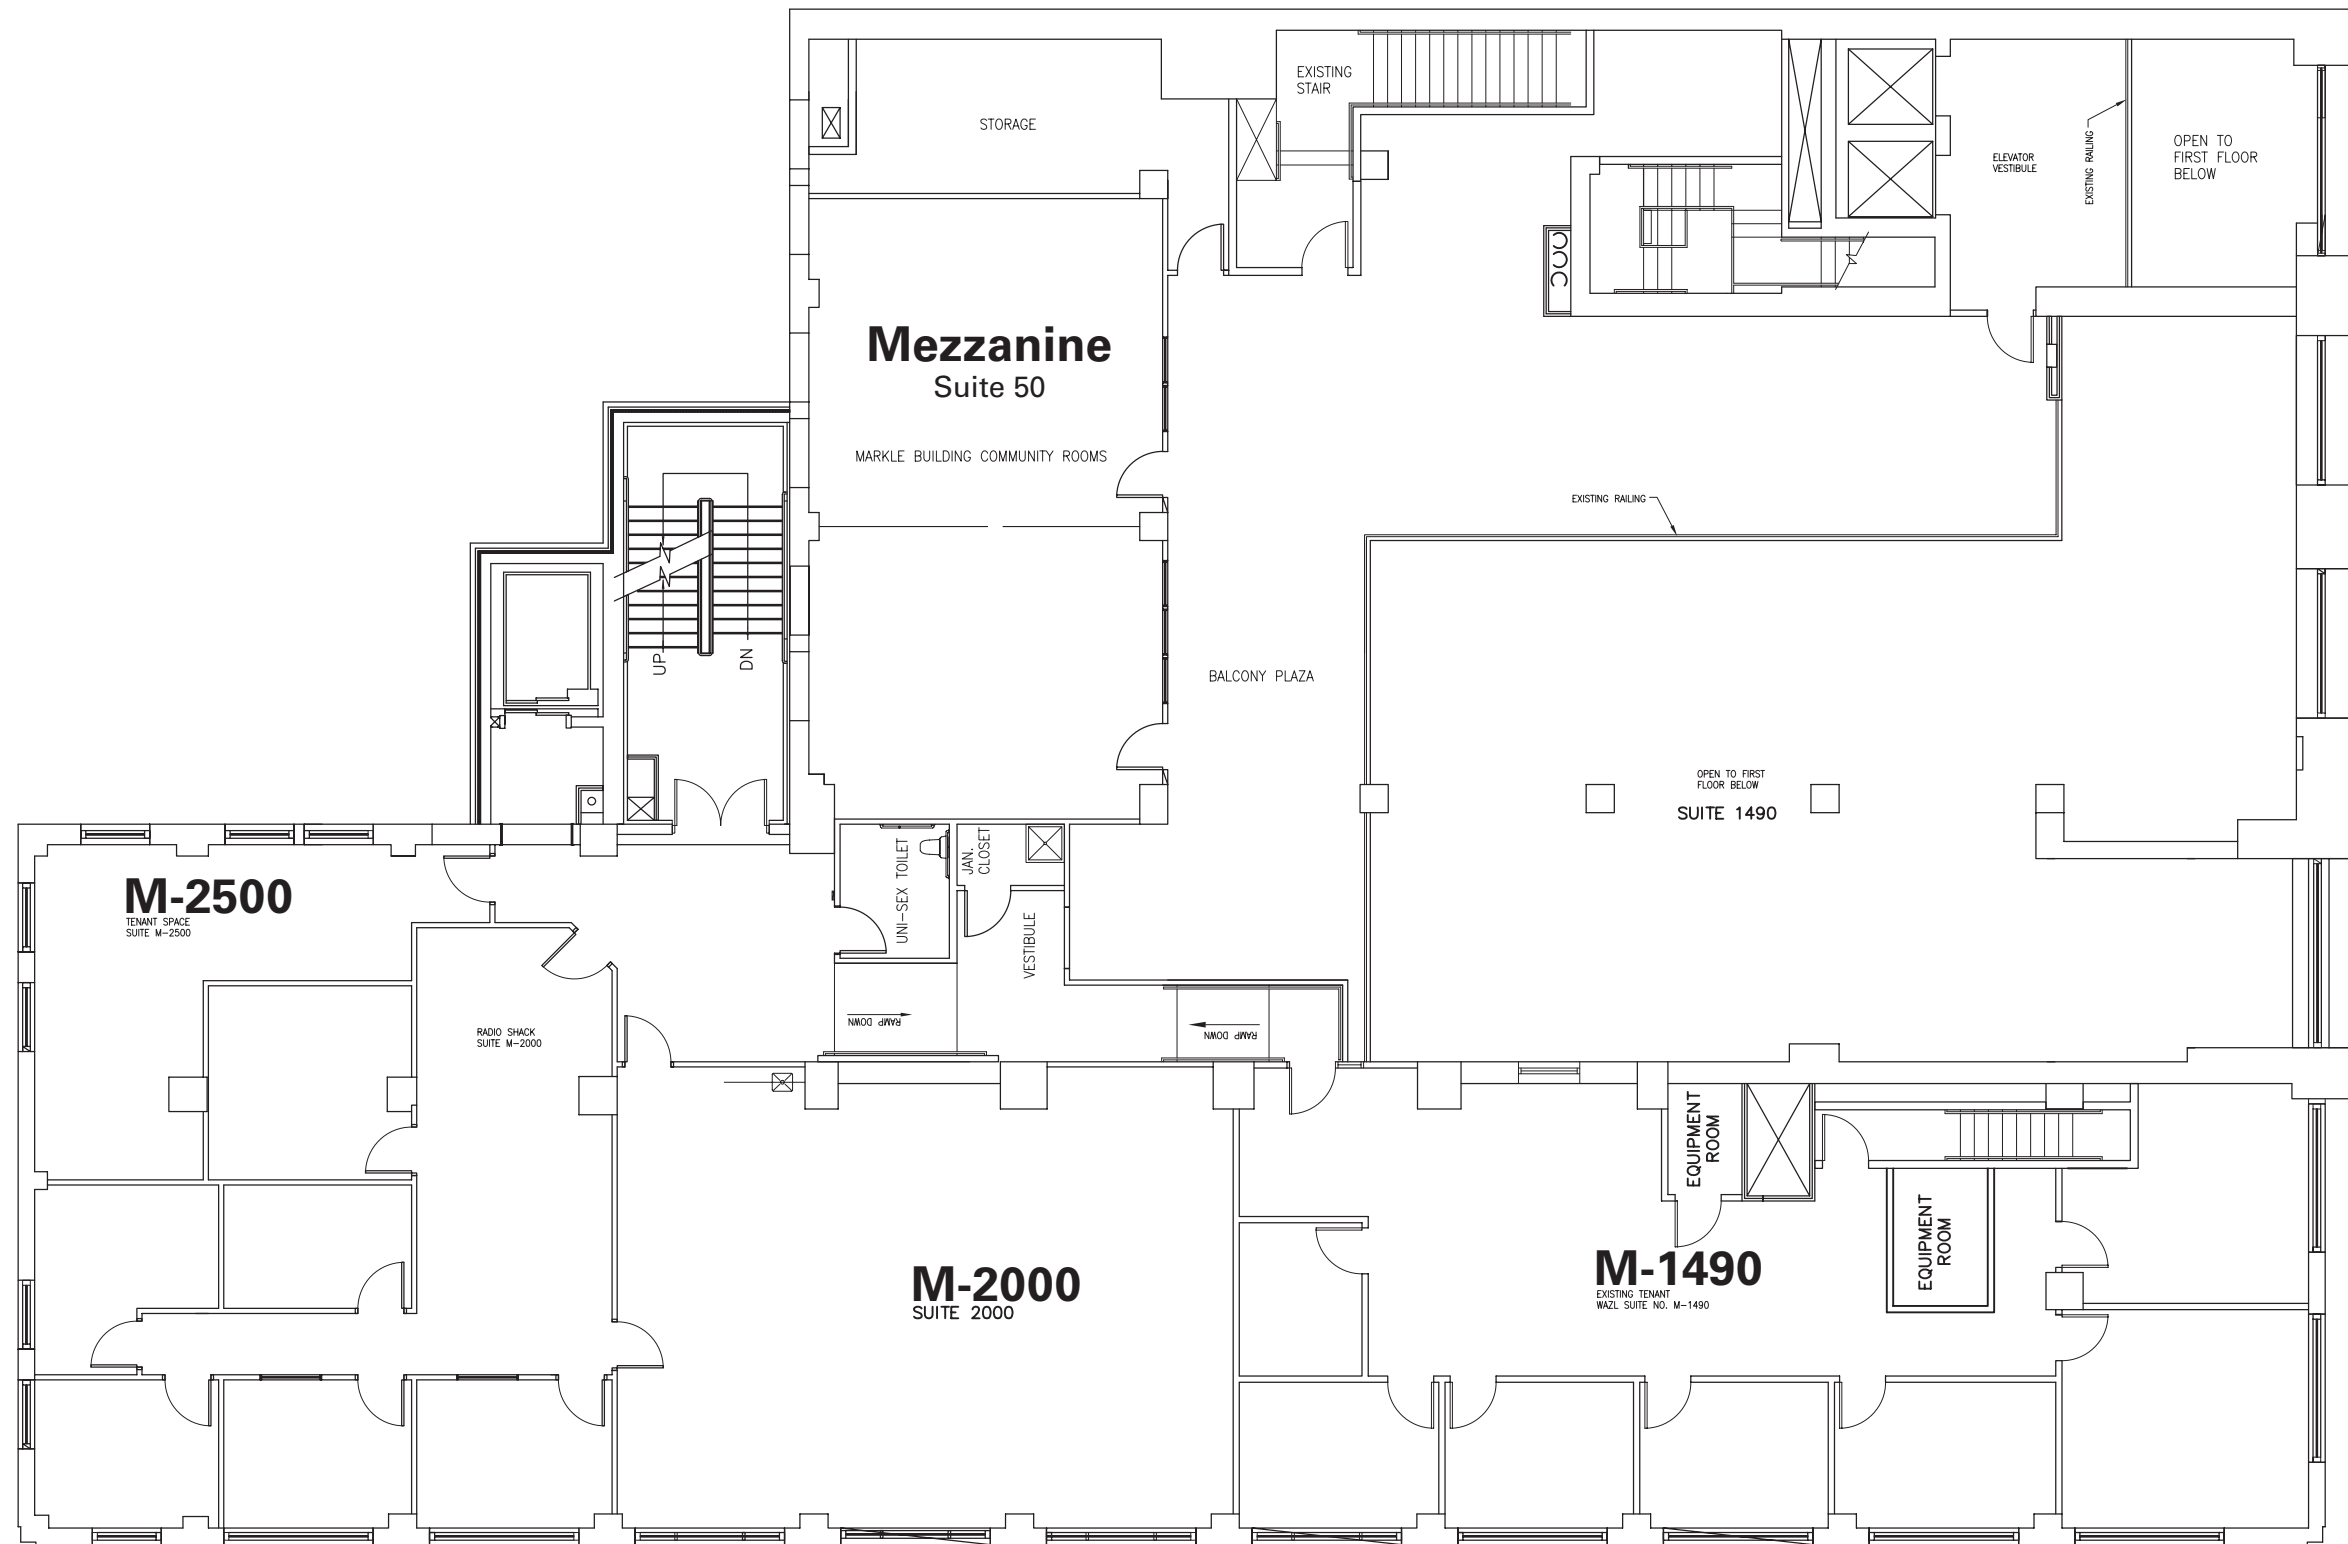 EXISTING
STAIR
STORAGE
ELEVATOR
VESTIBULE
EXISTING RAILING
OPEN TO
FIRST FLOOR
BELOW
Mezzanine
Suite 50
MARKLE BUILDING COMMUNITY ROOMS
EXISTING RAILING
UP
DN
BALCONY PLAZA
OPEN TO FIRST
FLOOR BELOW
SUITE 1490
M-2500
TENANT SPACE
SUITE M-2500
UNI-SEX TOILET
JAN.
CLOSET
VESTIBULE
RADIO SHACK
SUITE M-2000
RAMP DOWN
RAMP DOWN
EQUIPMENT
ROOM
EQUIPMENT
ROOM
M-2000
SUITE 2000
M-1490
EXISTING TENANT
WAZL SUITE NO. M-1490